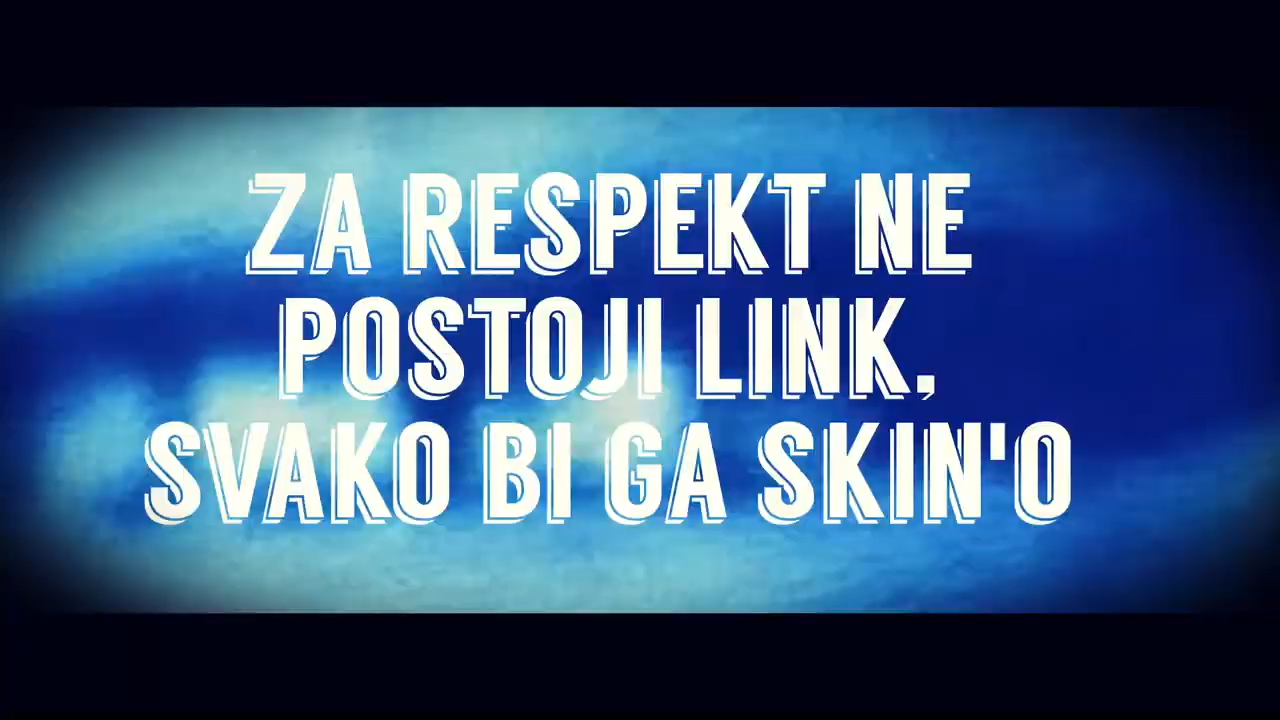 ZA RESPEKT NE
POSTOJI LINK,
SVAKO BI GA SKIN'O